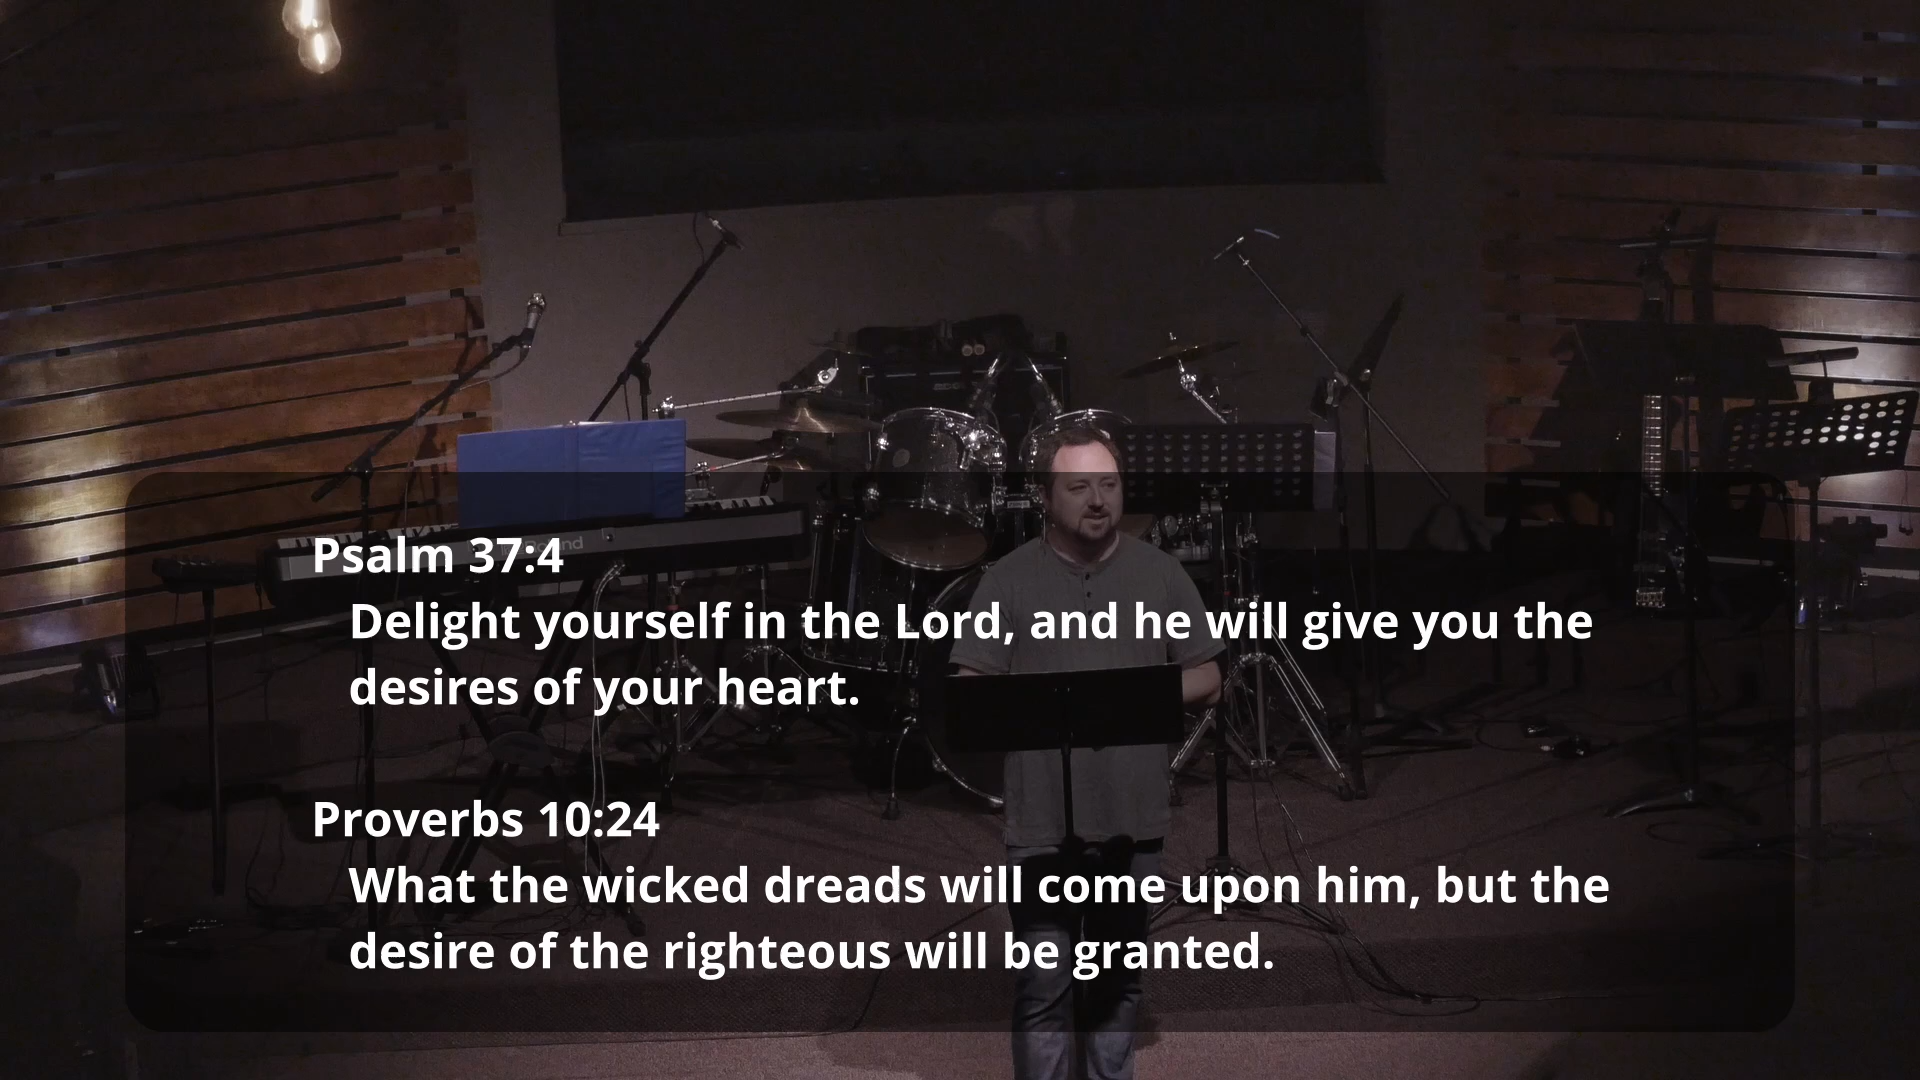 Psalm 37:4
Delight yourself in the Lord, and he will give you the
desires of your heart.
Proverbs 10:24
What the wicked dreads will come upon him, but the
desire of the righteous will be granted.
Roland